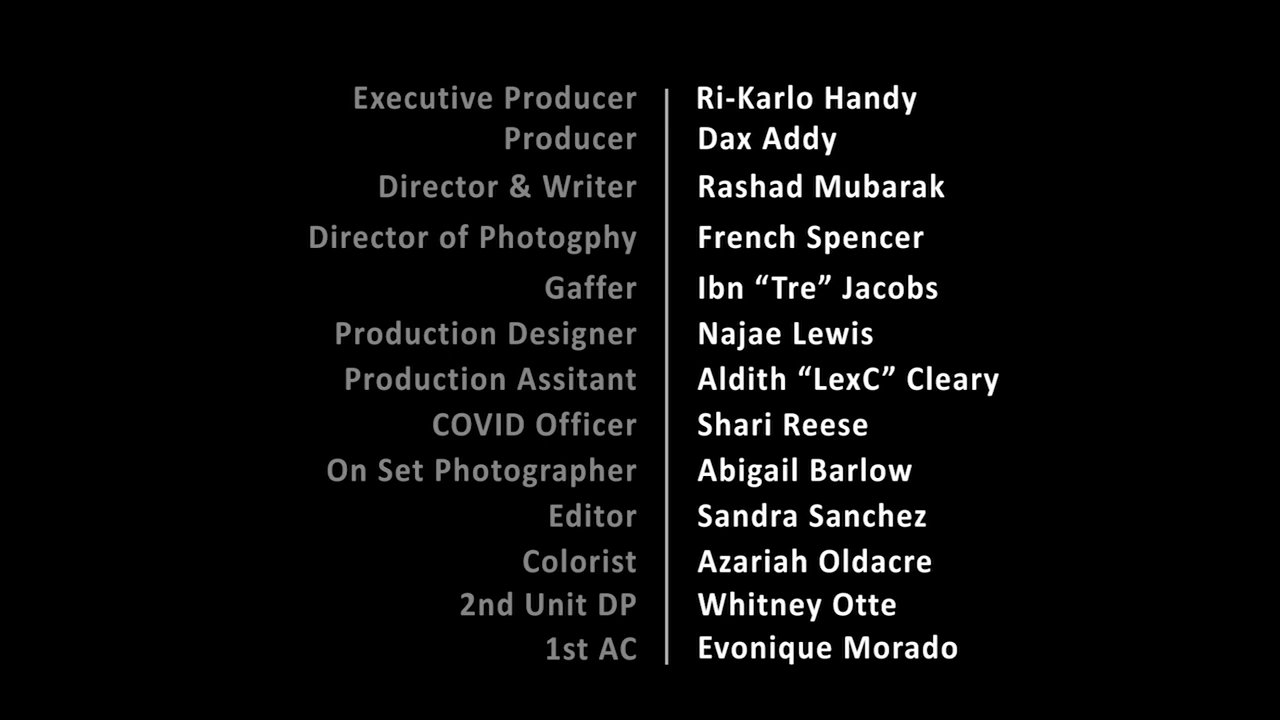 Executive Producer Ri-Karlo Handy
Producer Dax Addy
Director & Writer Rashad Mubarak
Director of Photogphy French Spencer
Gaffer Ibn “Tre” Jacobs
Production Designer Najae Lewis
Production Assitant Aldith “LexC” Cleary
COVID Officer Shari Reese
On Set Photographer Abigail Barlow
Editor Sandra Sanchez
Colorist Azariah Oldacre
2nd Unit DP Whitney Otte
1st AC Evonique Morado